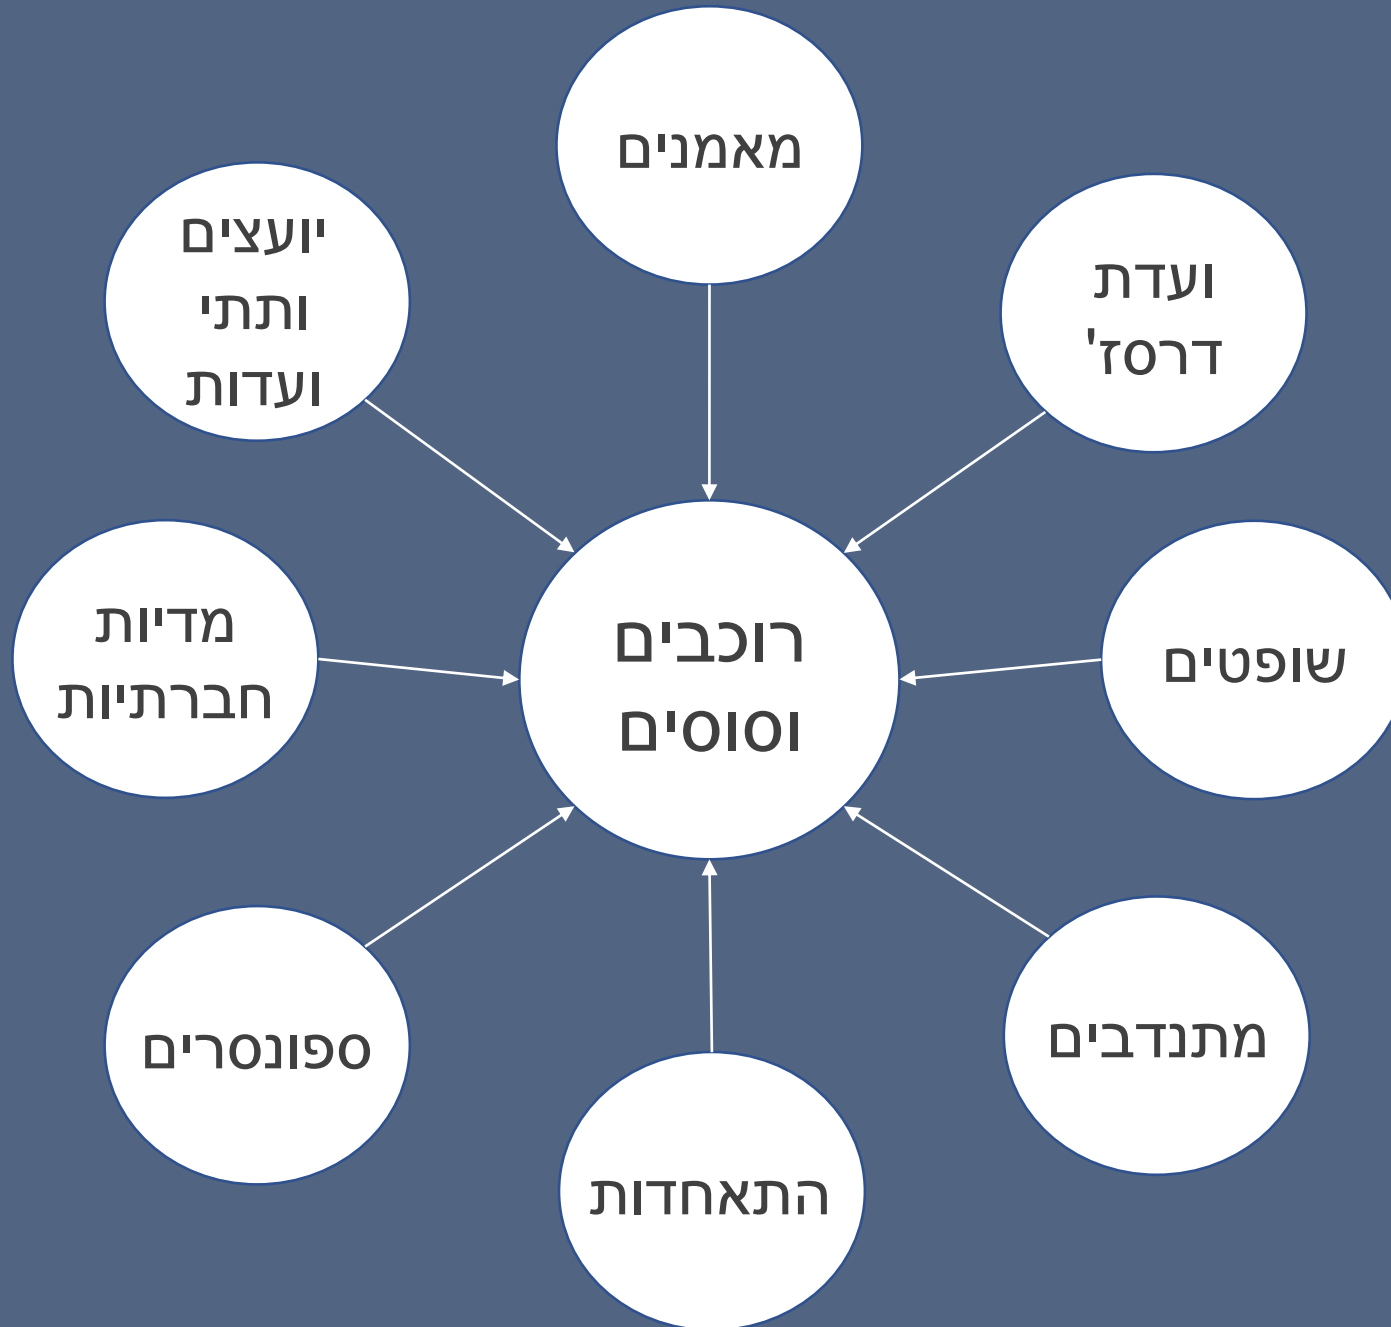 מאמנים
יועצים
ותתי
ועדות
ועדת
דרסז'
מדיות
חברתיות
רוכבים
וסוסים
שופטים
ספונסרים
מתנדבים
התאחדות